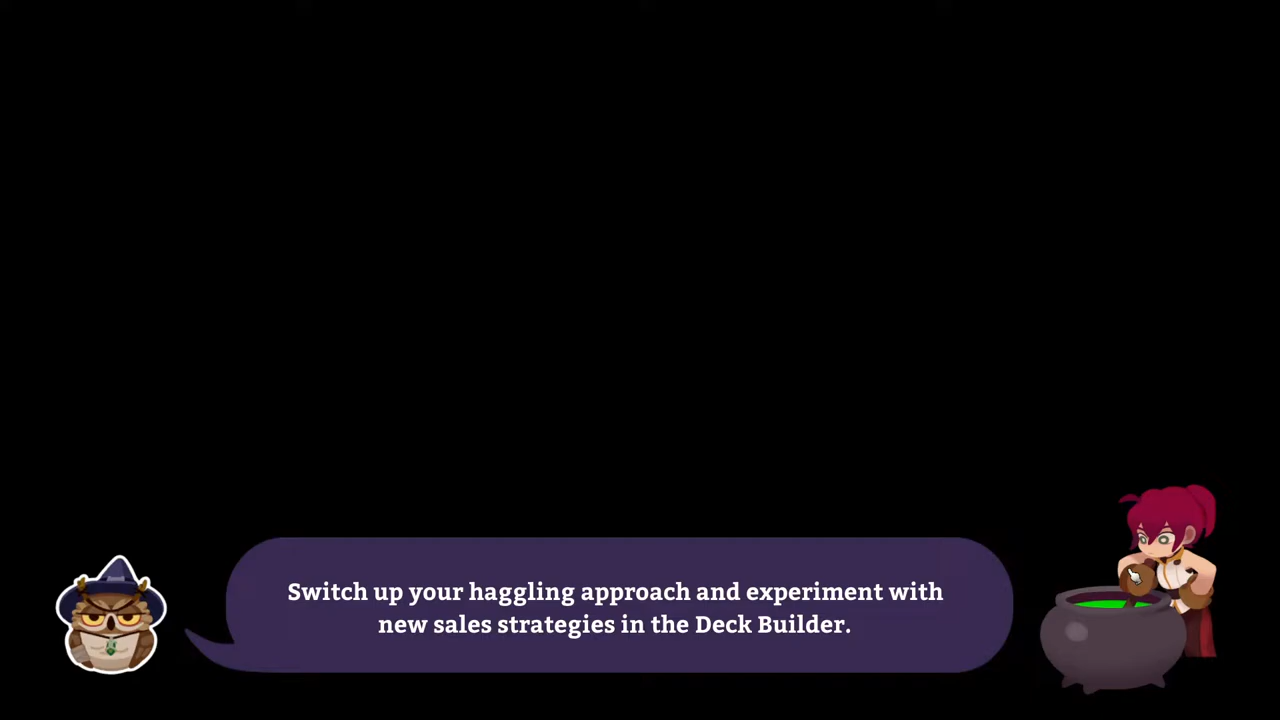 Switch up your haggling approach and experiment with
new sales strategies in the Deck Builder.